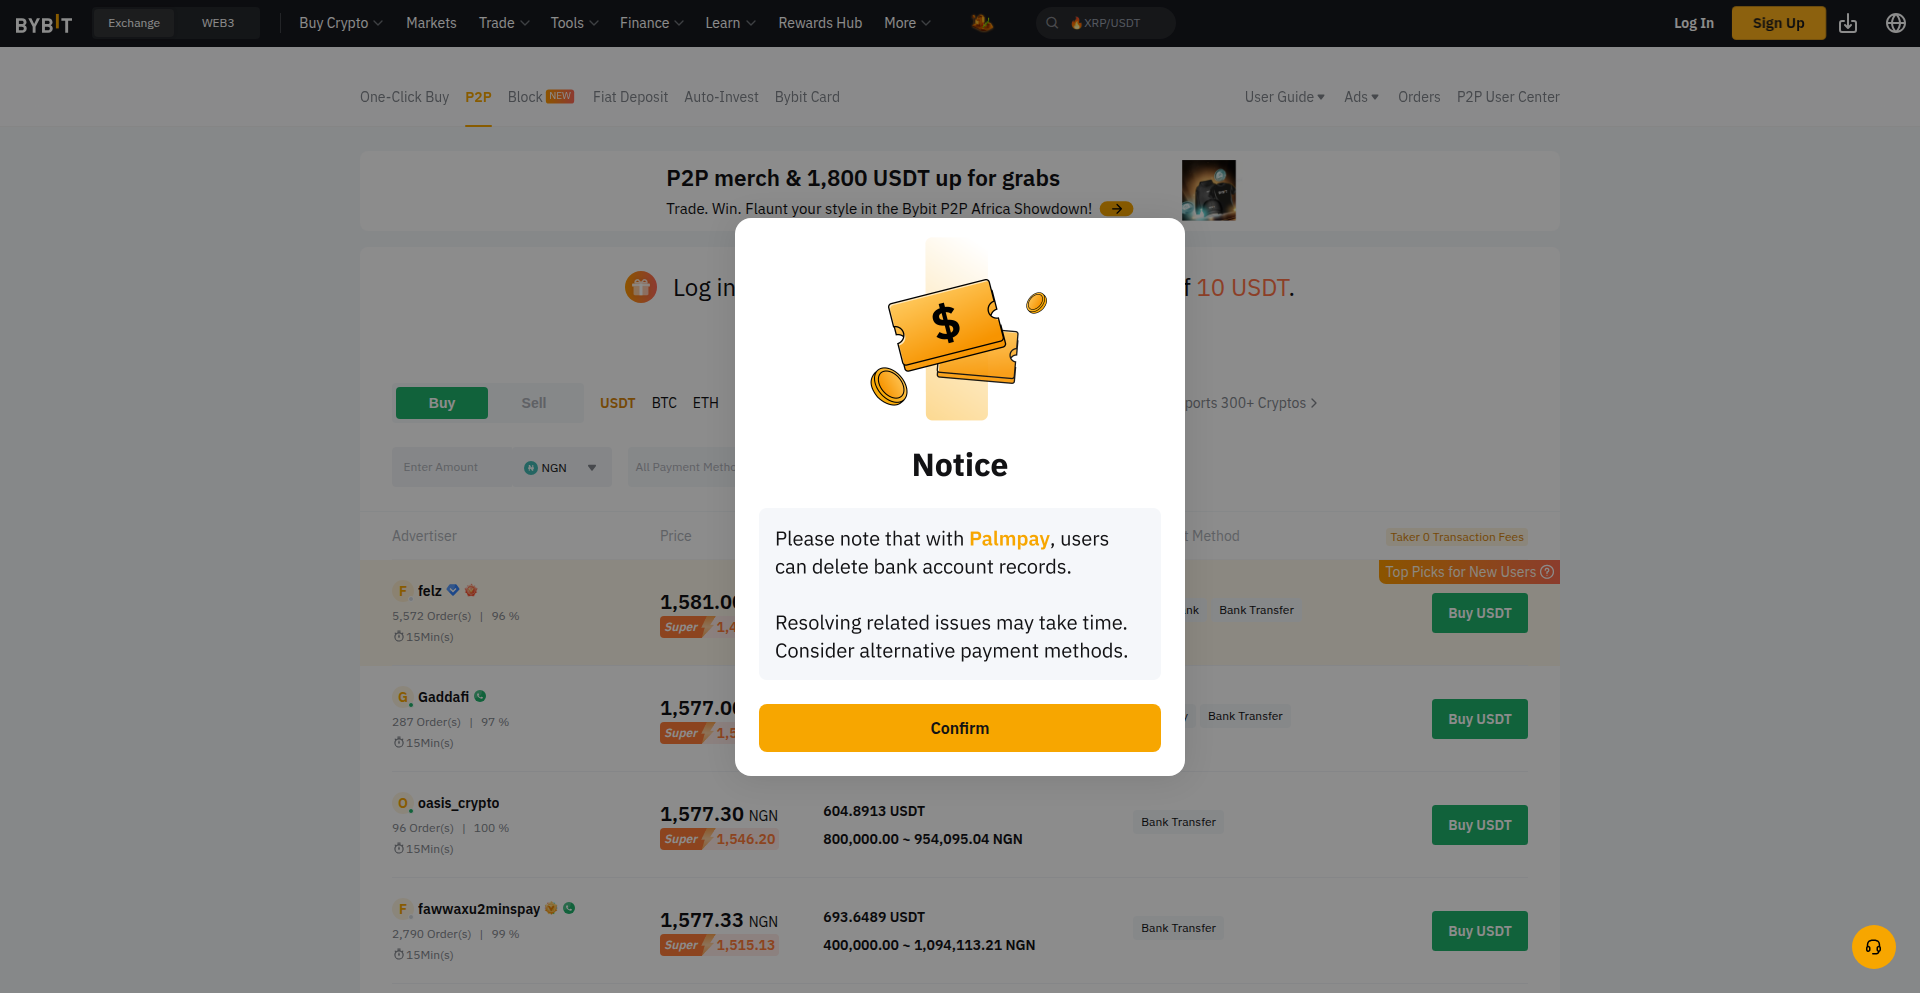 BYBIT Exchange WEB3 Buy Crypto Markets Trade Tools Finance Learn Rewards Hub More XRP/USDT Log In Sign Up
One-Click Buy P2P Block NEW Fiat Deposit Auto-Invest Bybit Card User Guide Ads Orders P2P User Center
P2P merch & 1,800 USDT up for grabs
Trade. Win. Flaunt your style in the Bybit P2P Africa Showdown!
Log in 10 USDT.
$
Buy Sell USDT BTC ETH ports 300+ Cryptos
Enter Amount NGN All Payment Metho
Notice
Please note that with Palmpay, users
can delete bank account records.
Resolving related issues may take time.
Consider alternative payment methods.
Confirm
Advertiser Price Method Taker 0 Transaction Fees
Top Picks for New Users
F felz
5,572 Order(s) | 96 %
15Min(s)
1,581.0
Super 1,4
nk Bank Transfer Buy USDT
G Gaddafi
287 Order(s) | 97 %
15Min(s)
1,577.0
Super 1,5
y Bank Transfer Buy USDT
O oasis_crypto
96 Order(s) | 100 %
15Min(s)
1,577.30 NGN
Super 1,546.20
604.8913 USDT
800,000.00 ~ 954,095.04 NGN
Bank Transfer Buy USDT
F fawwaxu2minspay
2,790 Order(s) | 99 %
15Min(s)
1,577.33 NGN
Super 1,515.13
693.6489 USDT
400,000.00 ~ 1,094,113.21 NGN
Bank Transfer Buy USDT